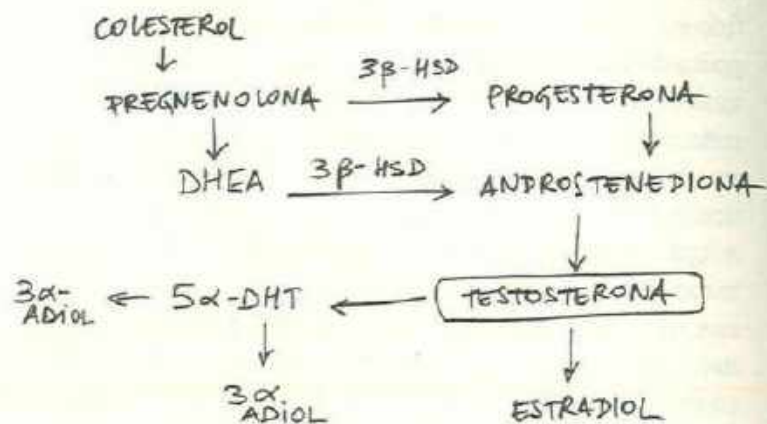 COLESTEROL
3β-HSD
PREGNENOLONA PROGESTERONA
DHEA 3β-HSD ANDROSTENEDIONA
3α-ADIOL 5α-DHT TESTOSTERONA
3α ADIOL ESTRADIOL